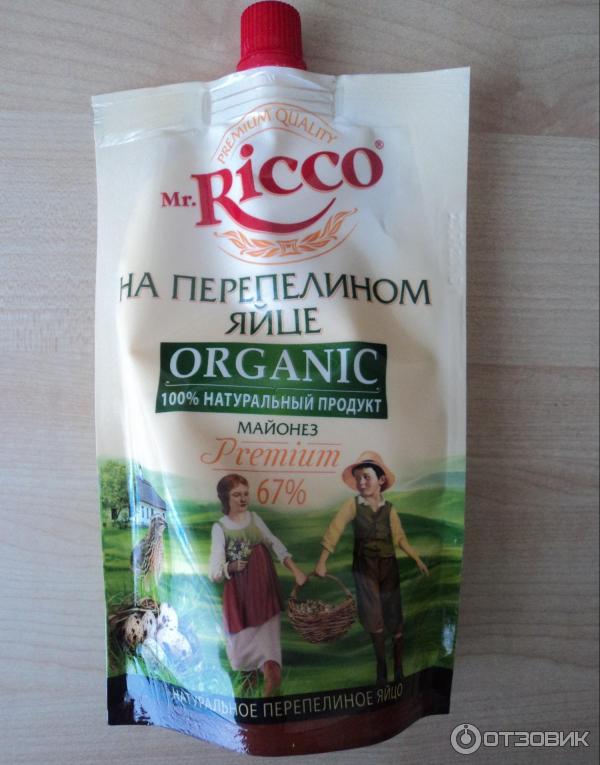 PREMIUM QUALITY
Mr. Ricco®
НА ПЕРЕПЕЛИНОМ
ЯЙЦЕ
ORGANIC
100% НАТУРАЛЬНЫЙ ПРОДУКТ
МАЙОНЕЗ
Premium
67%
НАТУРАЛЬНОЕ ПЕРЕПЕЛИНОЕ ЯЙЦО
ОТЗОВИК